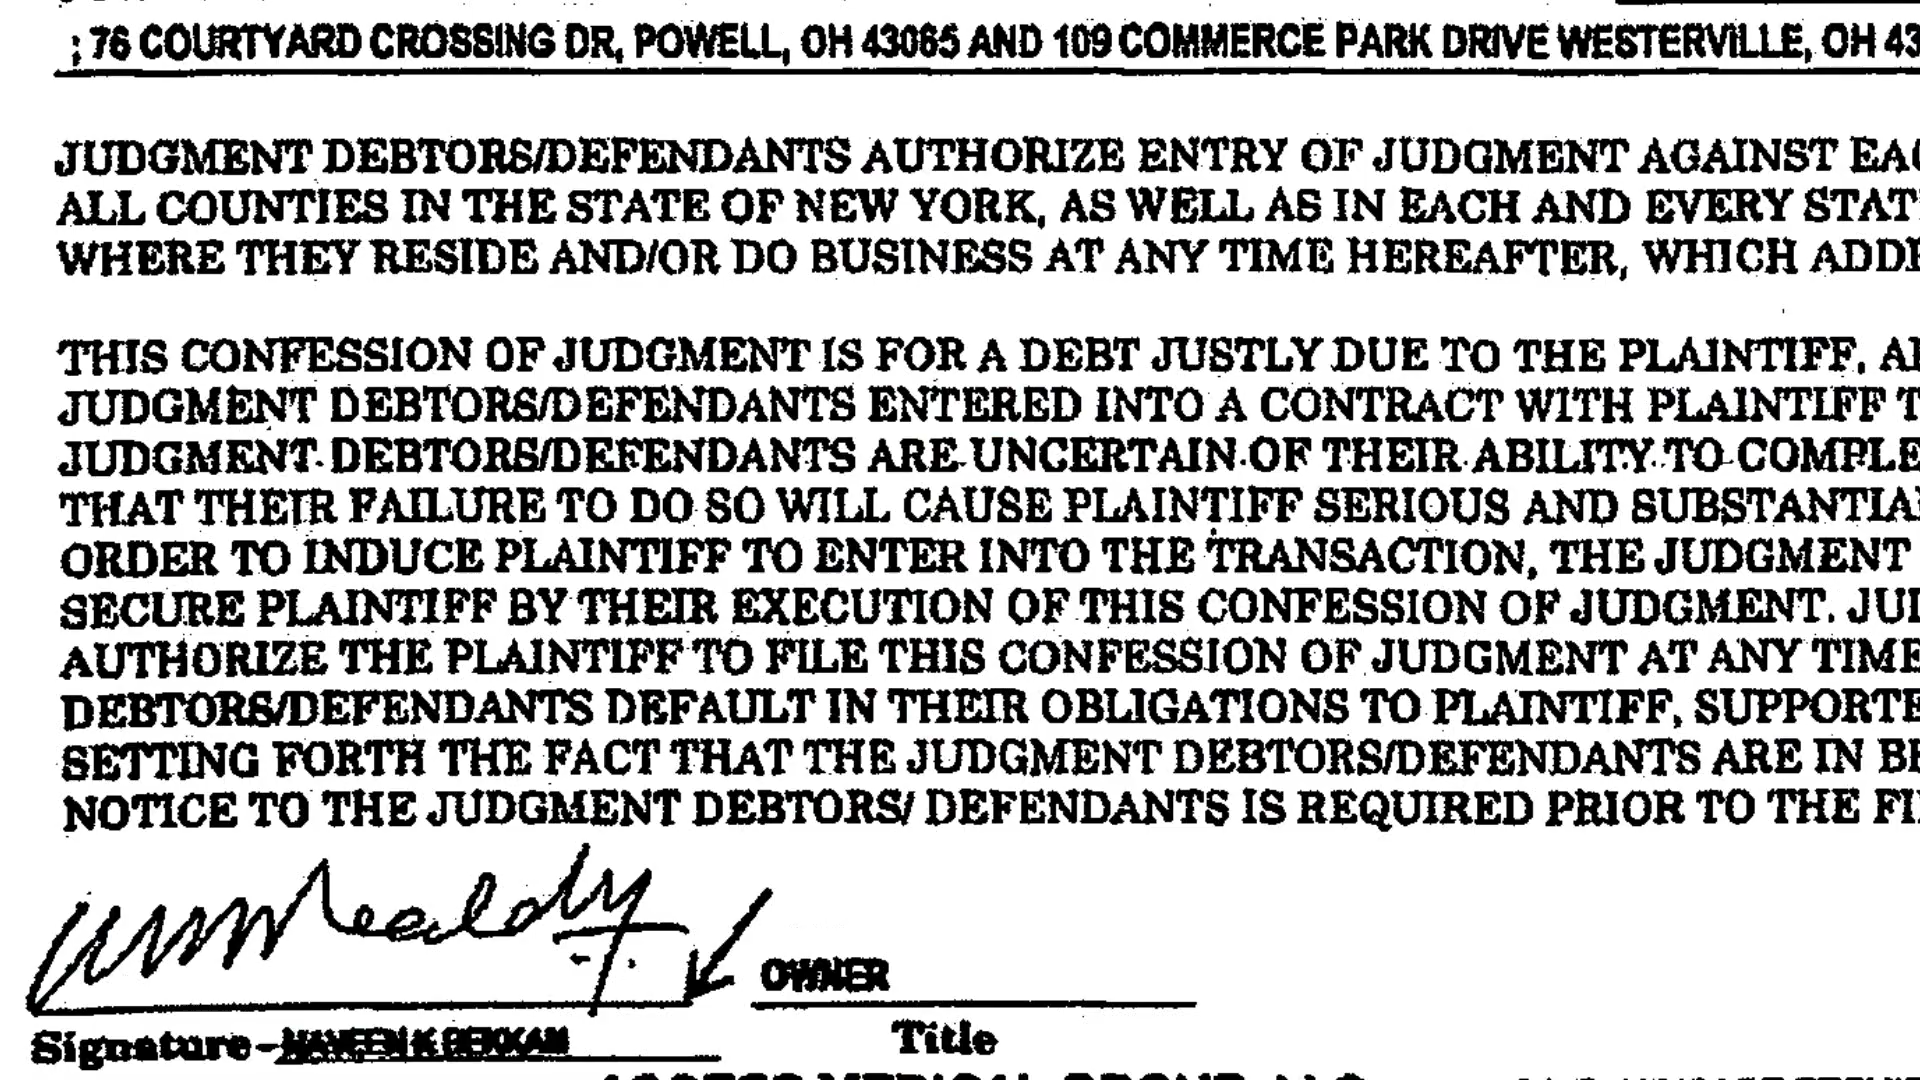 ; 76 COURTYARD CROSSING DR, POWELL, OH 43065 AND 109 COMMERCE PARK DRIVE WESTERVILLE, OH 43
JUDGMENT DEBTORS/DEFENDANTS AUTHORIZE ENTRY OF JUDGMENT AGAINST EAC
ALL COUNTIES IN THE STATE OF NEW YORK, AS WELL AS IN EACH AND EVERY STAT
WHERE THEY RESIDE AND/OR DO BUSINESS AT ANY TIME HEREAFTER, WHICH ADDR
THIS CONFESSION OF JUDGMENT IS FOR A DEBT JUSTLY DUE TO THE PLAINTIFF,
JUDGMENT DEBTORS/DEFENDANTS ENTERED INTO A CONTRACT WITH PLAINTIFF T
JUDGMENT DEBTORS/DEFENDANTS ARE UNCERTAIN OF THEIR ABILITY TO COMPLE
THAT THEIR FAILURE TO DO SO WILL CAUSE PLAINTIFF SERIOUS AND SUBSTANTIA
ORDER TO INDUCE PLAINTIFF TO ENTER INTO THE TRANSACTION, THE JUDGMENT
SECURE PLAINTIFF BY THEIR EXECUTION OF THIS CONFESSION OF JUDGMENT. JUD
AUTHORIZE THE PLAINTIFF TO FILE THIS CONFESSION OF JUDGMENT AT ANY TIME
DEBTORS/DEFENDANTS DEFAULT IN THEIR OBLIGATIONS TO PLAINTIFF, SUPPORTE
SETTING FORTH THE FACT THAT THE JUDGMENT DEBTORS/DEFENDANTS ARE IN BR
NOTICE TO THE JUDGMENT DEBTORS/ DEFENDANTS IS REQUIRED PRIOR TO THE FI
OWNER
Signature - NAVEEN K BEKKAM
Title